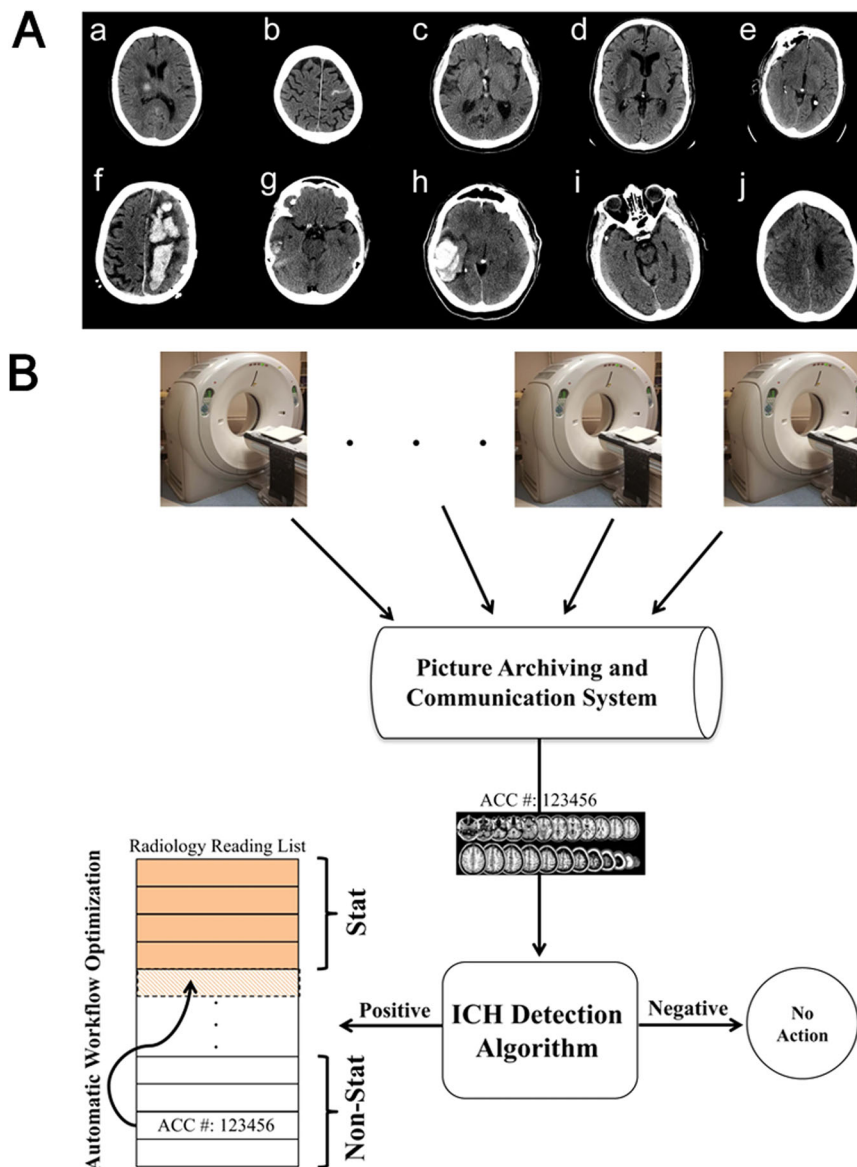 A
a b c d e
f g h i j
B
Picture Archiving and
Communication System
ACC #: 123456
Radiology Reading List
Automatic Workflow Optimization
Stat
Non-Stat
ACC #: 123456
Positive
ICH Detection
Algorithm
Negative
No
Action